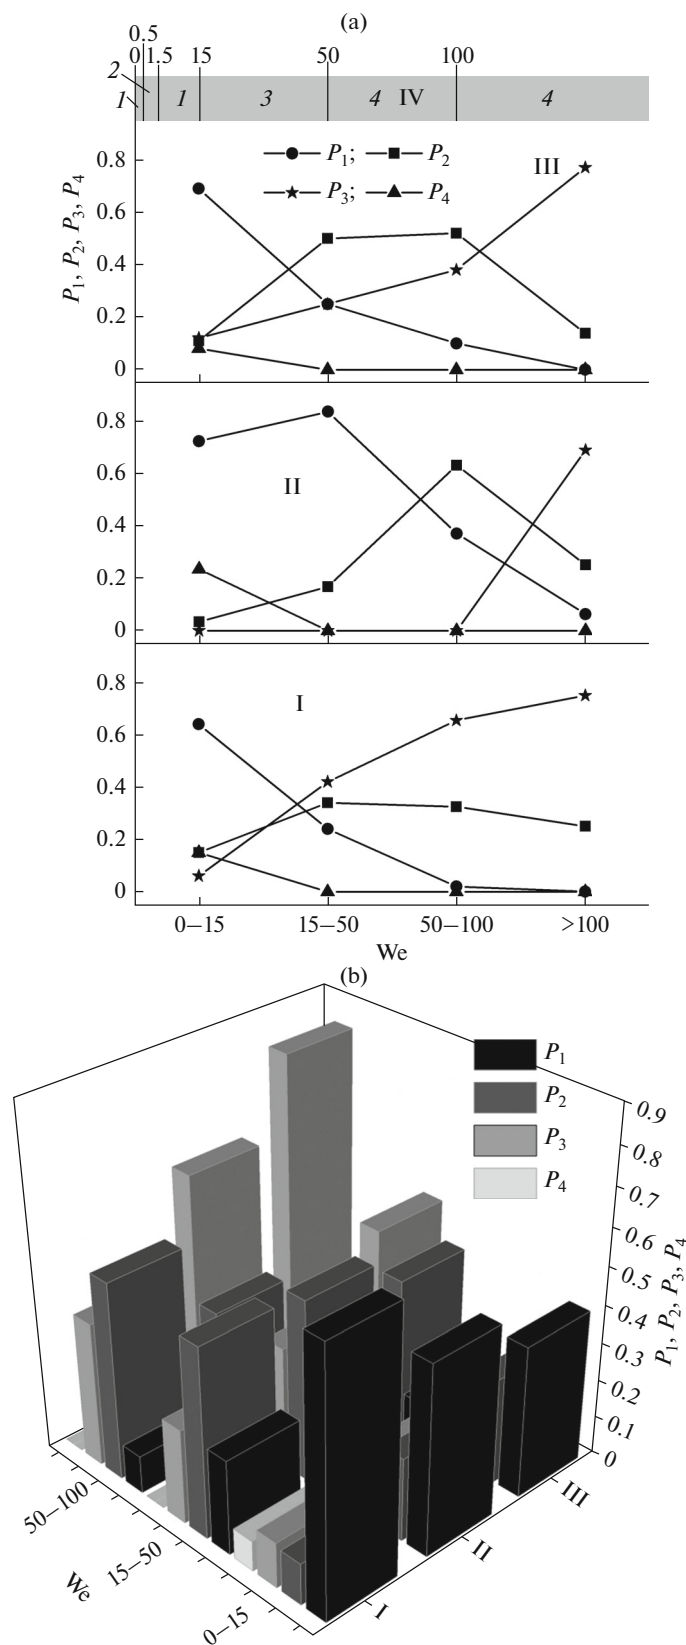 (a)
0.5
0 1.5 15 50 100
2
1 1 3 4 IV 4
P1; P2
P3; P4
III
P1, P2, P3, P4
0.8
0.6
0.4
0.2
0
II
0.8
0.6
0.4
0.2
0
I
0.8
0.6
0.4
0.2
0
0–15 15–50 50–100 >100
We
(b)
P1
P2
P3
P4
0.9
0.8
0.7
0.6
0.5
0.4
0.3
0.2
0.1
0
P1, P2, P3, P4
50–100
15–50
0–15
We
I
II
III